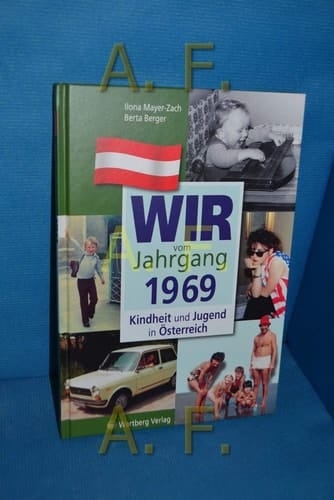 A. F.
Ilona Mayer-Zach
Berta Berger
WIR
vom
Jahrgang
A. F.
1969
Kindheit und Jugend
in Österreich
A. F.
Wartberg Verlag